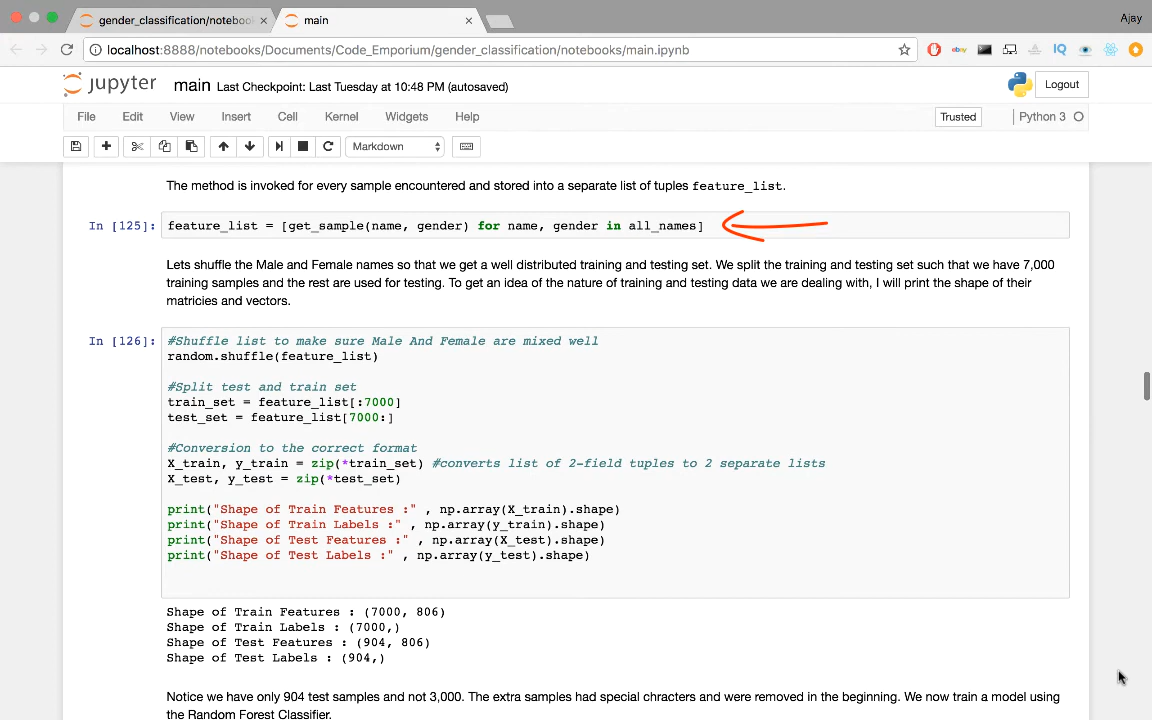 gender_classification/noteboo
main
Ajay
localhost:8888/notebooks/Documents/Code_Emporium/gender_classification/notebooks/main.ipynb
ebay
IQ
jupyter main Last Checkpoint: Last Tuesday at 10:48 PM (autosaved)
Logout
File Edit View Insert Cell Kernel Widgets Help
Trusted
Python 3
Markdown
The method is invoked for every sample encountered and stored into a separate list of tuples feature_list.
In [125]: feature_list = [get_sample(name, gender) for name, gender in all_names]
Lets shuffle the Male and Female names so that we get a well distributed training and testing set. We split the training and testing set such that we have 7,000
training samples and the rest are used for testing. To get an idea of the nature of training and testing data we are dealing with, I will print the shape of their
matricies and vectors.
In [126]: #Shuffle list to make sure Male And Female are mixed well
random.shuffle(feature_list)
#Split test and train set
train_set = feature_list[:7000]
test_set = feature_list[7000:]
#Conversion to the correct format
X_train, y_train = zip(*train_set) #converts list of 2-field tuples to 2 separate lists
X_test, y_test = zip(*test_set)
print("Shape of Train Features :" , np.array(X_train).shape)
print("Shape of Train Labels :" , np.array(y_train).shape)
print("Shape of Test Features :" , np.array(X_test).shape)
print("Shape of Test Labels :" , np.array(y_test).shape)
Shape of Train Features : (7000, 806)
Shape of Train Labels : (7000,)
Shape of Test Features : (904, 806)
Shape of Test Labels : (904,)
Notice we have only 904 test samples and not 3,000. The extra samples had special chracters and were removed in the beginning. We now train a model using
the Random Forest Classifier.